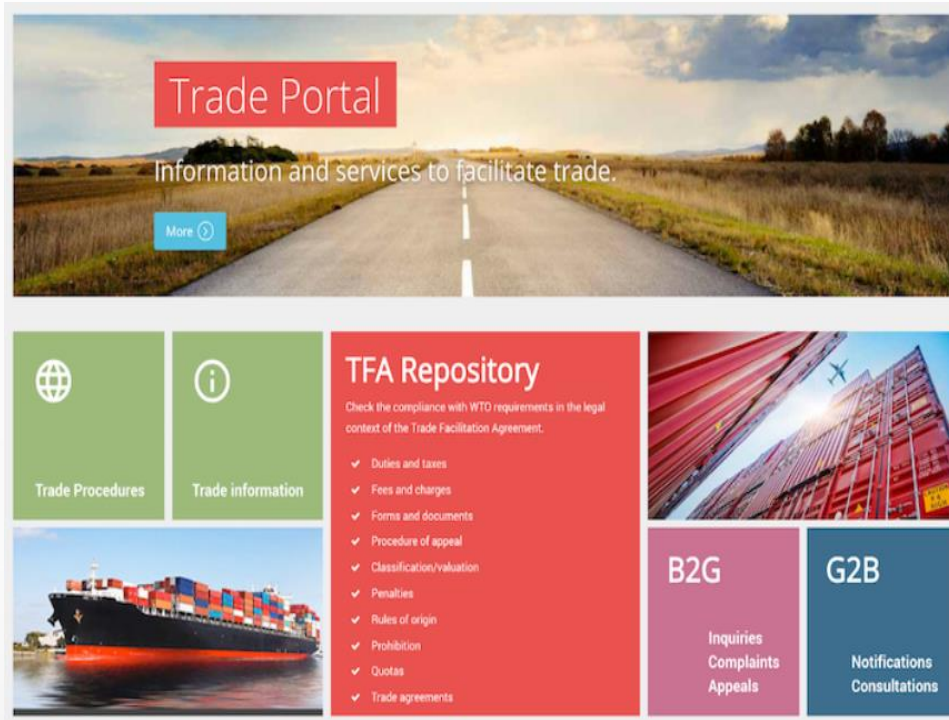 Trade Portal
Information and services to facilitate trade.
More
Trade Procedures
Trade information
TFA Repository
Check the compliance with WTO requirements in the legal
context of the Trade Facilitation Agreement.
Duties and taxes
Fees and charges
Forms and documents
Procedure of appeal
Classification/valuation
Penalties
Rules of origin
Prohibition
Quotas
Trade agreements
B2G
Inquiries
Complaints
Appeals
G2B
Notifications
Consultations